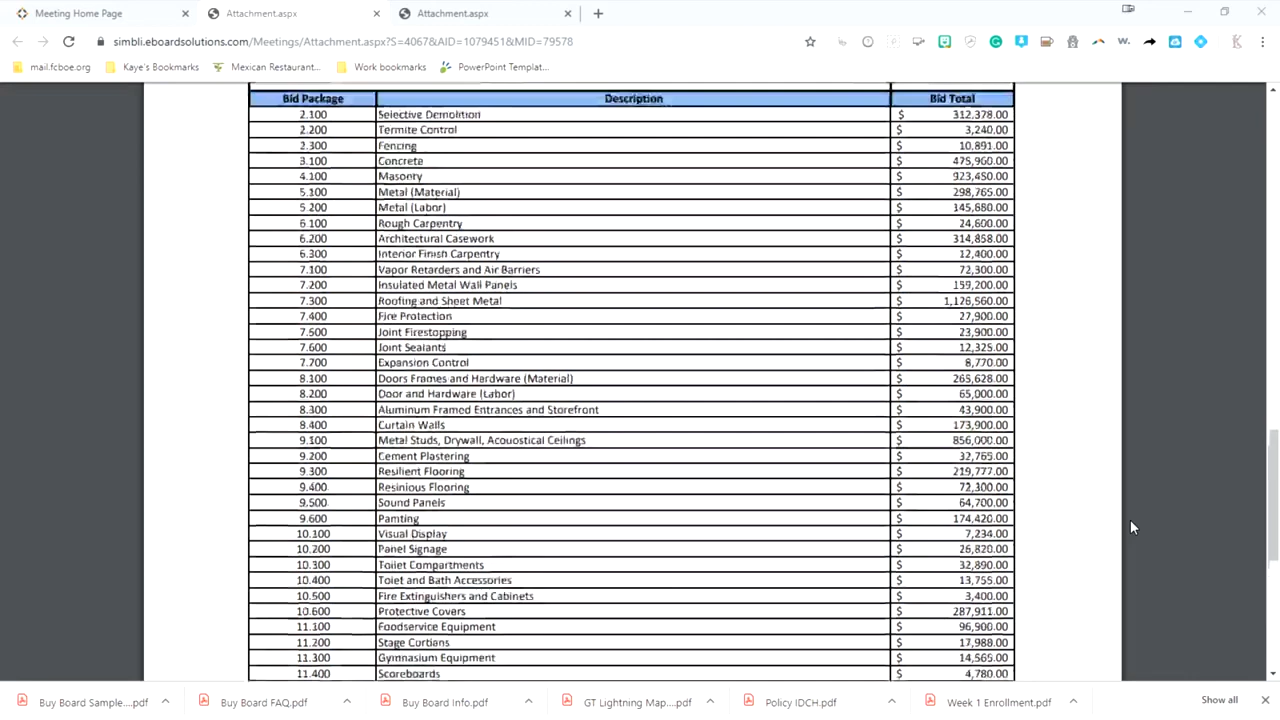 Meeting Home Page Attachment.aspx Attachment.aspx
simbli.eboardsolutions.com/Meetings/Attachment.aspx?S=4067&AID=1079451&MID=79578
mail.fcboe.org Kaye's Bookmarks Mexican Restaurant... Work bookmarks PowerPoint Templat...
Bid Package Description Bid Total
2.100 Selective Demolition $ 312,378.00
2.200 Termite Control $ 3,240.00
2.300 Fencing $ 10,891.00
3.100 Concrete $ 475,960.00
4.100 Masonry $ 923,450.00
5.100 Metal (Material) $ 298,765.00
5.200 Metal (Labor) $ 145,880.00
6.100 Rough Carpentry $ 24,600.00
6.200 Architectural Casework $ 314,858.00
6.300 Interior Finish Carpentry $ 12,400.00
7.100 Vapor Retarders and Air Barriers $ 72,300.00
7.200 Insulated Metal Wall Panels $ 159,200.00
7.300 Roofing and Sheet Metal $ 1,126,560.00
7.400 Fire Protection $ 27,900.00
7.500 Joint Firestopping $ 23,900.00
7.600 Joint Sealants $ 12,325.00
7.700 Expansion Control $ 8,770.00
8.100 Doors Frames and Hardware (Material) $ 265,628.00
8.200 Door and Hardware (Labor) $ 65,000.00
8.300 Aluminum Framed Entrances and Storefront $ 43,900.00
8.400 Curtain Walls $ 173,900.00
9.100 Metal Studs, Drywall, Acouostical Ceilings $ 856,000.00
9.200 Cement Plastering $ 32,765.00
9.300 Resilient Flooring $ 219,777.00
9.400 Resinious Flooring $ 72,300.00
9.500 Sound Panels $ 64,700.00
9.600 Painting $ 174,420.00
10.100 Visual Display $ 7,234.00
10.200 Panel Signage $ 26,820.00
10.300 Toilet Compartments $ 32,890.00
10.400 Toiet and Bath Accessories $ 13,755.00
10.500 Fire Extinguishers and Cabinets $ 3,400.00
10.600 Protective Covers $ 287,911.00
11.100 Foodservice Equipment $ 96,900.00
11.200 Stage Curtians $ 17,988.00
11.300 Gymnasium Equipment $ 14,565.00
11.400 Scoreboards $ 4,780.00
Buy Board Sample....pdf Buy Board FAQ.pdf Buy Board Info.pdf GT Lightning Map....pdf Policy IDCH.pdf Week 1 Enrollment.pdf Show all